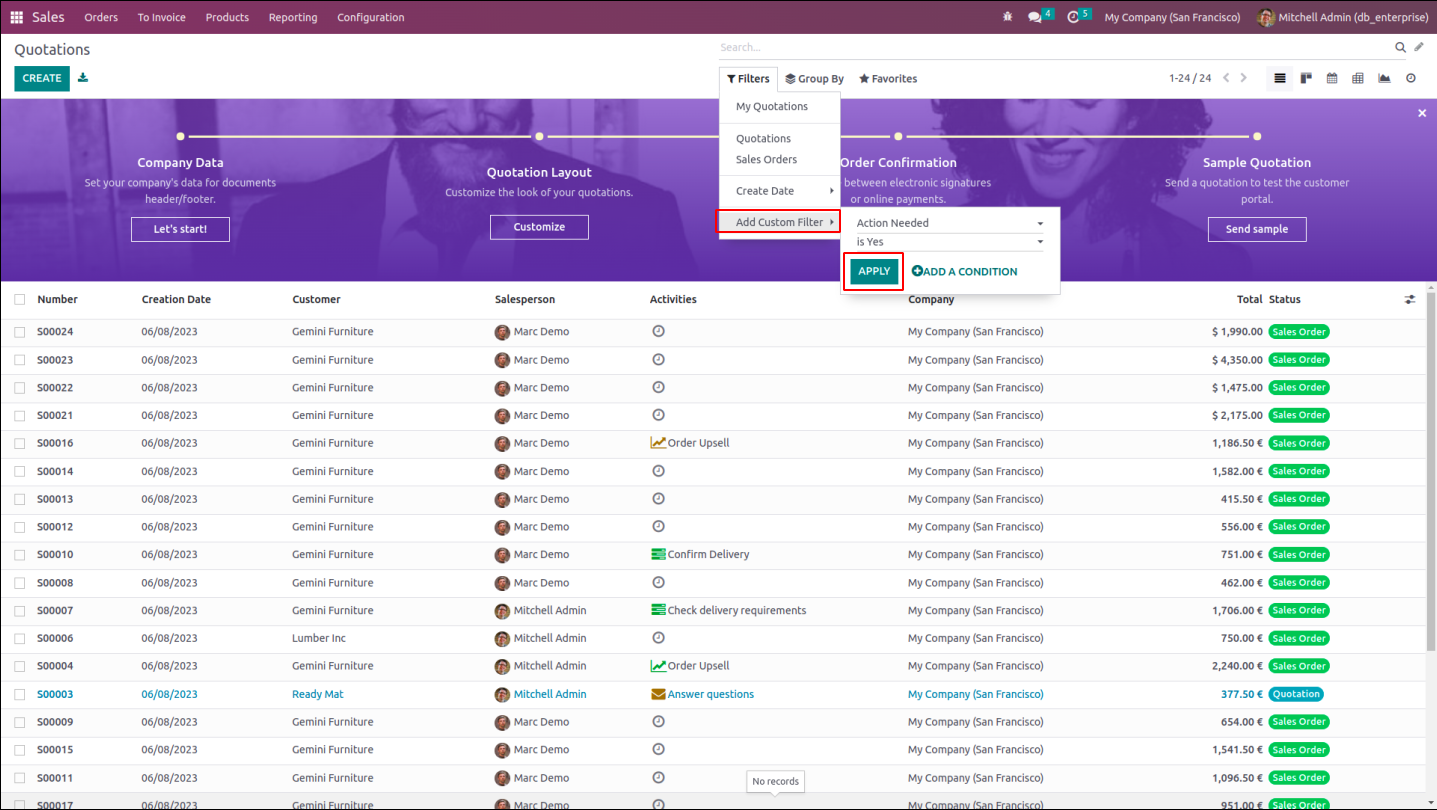 Sales Orders To Invoice Products Reporting Configuration 4 5 My Company (San Francisco) Mitchell Admin (db_enterprise)
Quotations Search...
CREATE Filters Group By Favorites 1-24 / 24
My Quotations
Quotations
Sales Orders
Create Date
Add Custom Filter
Action Needed
is Yes
APPLY ADD A CONDITION
Company Data
Set your company's data for documents
header/footer.
Let's start!
Quotation Layout
Customize the look of your quotations.
Customize
Order Confirmation
between electronic signatures
or online payments.
Sample Quotation
Send a quotation to test the customer
portal.
Send sample
Number Creation Date Customer Salesperson Activities Company Total Status
S00024 06/08/2023 Gemini Furniture Marc Demo My Company (San Francisco) $ 1,990.00 Sales Order
S00023 06/08/2023 Gemini Furniture Marc Demo My Company (San Francisco) $ 4,350.00 Sales Order
S00022 06/08/2023 Gemini Furniture Marc Demo My Company (San Francisco) $ 1,475.00 Sales Order
S00021 06/08/2023 Gemini Furniture Marc Demo My Company (San Francisco) $ 2,175.00 Sales Order
S00016 06/08/2023 Gemini Furniture Marc Demo Order Upsell My Company (San Francisco) 1,186.50 € Sales Order
S00014 06/08/2023 Gemini Furniture Marc Demo My Company (San Francisco) 1,582.00 € Sales Order
S00013 06/08/2023 Gemini Furniture Marc Demo My Company (San Francisco) 415.50 € Sales Order
S00012 06/08/2023 Gemini Furniture Marc Demo My Company (San Francisco) 556.00 € Sales Order
S00010 06/08/2023 Gemini Furniture Marc Demo Confirm Delivery My Company (San Francisco) 751.00 € Sales Order
S00008 06/08/2023 Gemini Furniture Marc Demo My Company (San Francisco) 462.00 € Sales Order
S00007 06/08/2023 Gemini Furniture Mitchell Admin Check delivery requirements My Company (San Francisco) 1,706.00 € Sales Order
S00006 06/08/2023 Lumber Inc Mitchell Admin My Company (San Francisco) 750.00 € Sales Order
S00004 06/08/2023 Gemini Furniture Mitchell Admin Order Upsell My Company (San Francisco) 2,240.00 € Sales Order
S00003 06/08/2023 Ready Mat Mitchell Admin Answer questions My Company (San Francisco) 377.50 € Quotation
S00009 06/08/2023 Gemini Furniture Marc Demo My Company (San Francisco) 654.00 € Sales Order
S00015 06/08/2023 Gemini Furniture Marc Demo My Company (San Francisco) 1,541.50 € Sales Order
S00011 06/08/2023 Gemini Furniture Marc Demo My Company (San Francisco) 1,096.50 € Sales Order
No records
S00017 06/08/2023 Gemini Furniture Marc Demo My Company (San Francisco) 951.00 € Sales Order